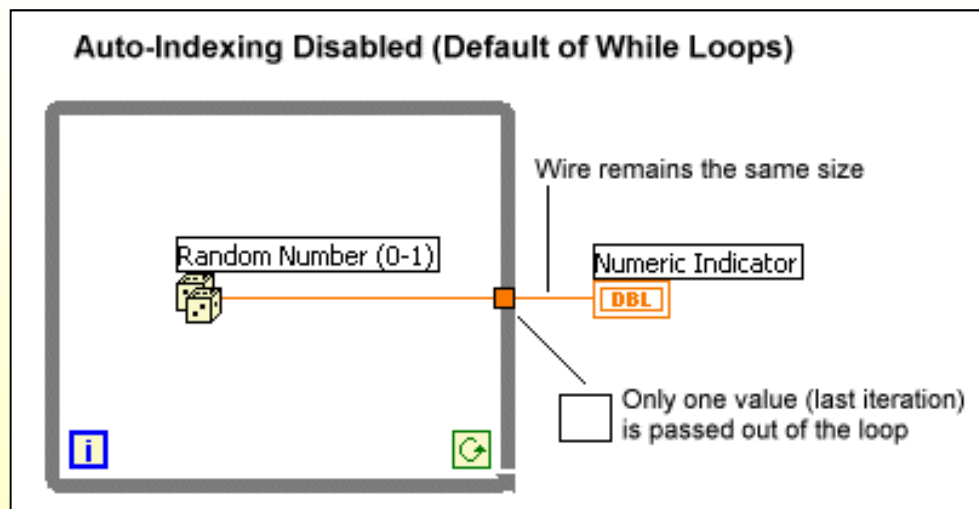 Auto-Indexing Disabled (Default of While Loops)
Wire remains the same size
Random Number (0-1)
Numeric Indicator
DBL
Only one value (last iteration)
is passed out of the loop
i